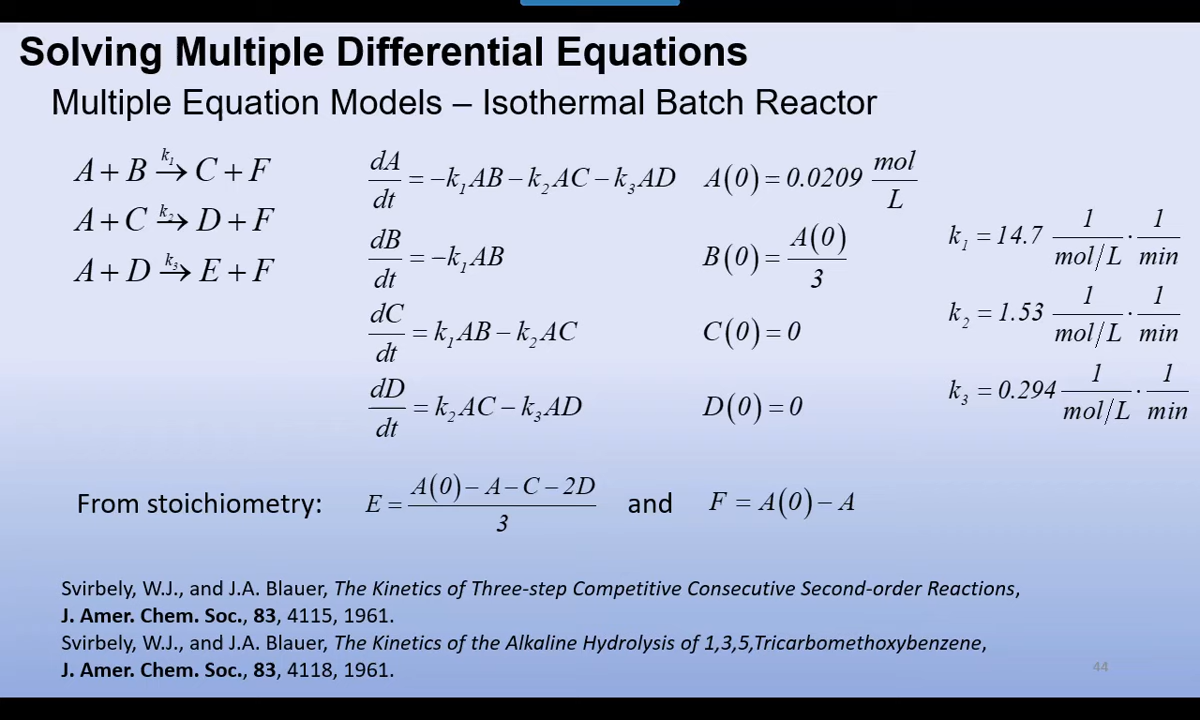 Solving Multiple Differential Equations
Multiple Equation Models – Isothermal Batch Reactor
A + B →(k₁) C + F
A + C →(k₂) D + F
A + D →(k₃) E + F
dA/dt = −k₁AB − k₂AC − k₃AD
A(0) = 0.0209 mol/L
dB/dt = −k₁AB
B(0) = A(0)/3
dC/dt = k₁AB − k₂AC
C(0) = 0
dD/dt = k₂AC − k₃AD
D(0) = 0
k₁ = 14.7 1/(mol/L) · 1/min
k₂ = 1.53 1/(mol/L) · 1/min
k₃ = 0.294 1/(mol/L) · 1/min
From stoichiometry: E = (A(0) − A − C − 2D)/3 and F = A(0) − A
Svirbely, W.J., and J.A. Blauer, The Kinetics of Three-step Competitive Consecutive Second-order Reactions,
J. Amer. Chem. Soc., 83, 4115, 1961.
Svirbely, W.J., and J.A. Blauer, The Kinetics of the Alkaline Hydrolysis of 1,3,5,Tricarbomethoxybenzene,
J. Amer. Chem. Soc., 83, 4118, 1961.
44